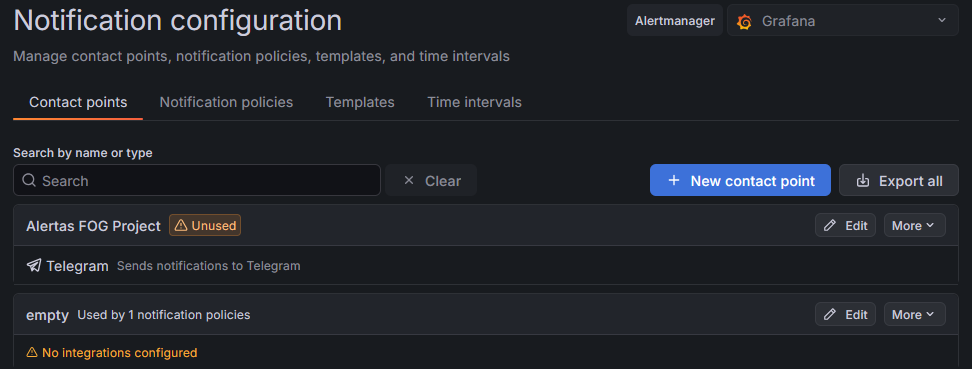 Notification configuration
Alertmanager Grafana
Manage contact points, notification policies, templates, and time intervals
Contact points Notification policies Templates Time intervals
Search by name or type
Search Clear New contact point Export all
Alertas FOG Project Unused Edit More
Telegram Sends notifications to Telegram
empty Used by 1 notification policies Edit More
No integrations configured